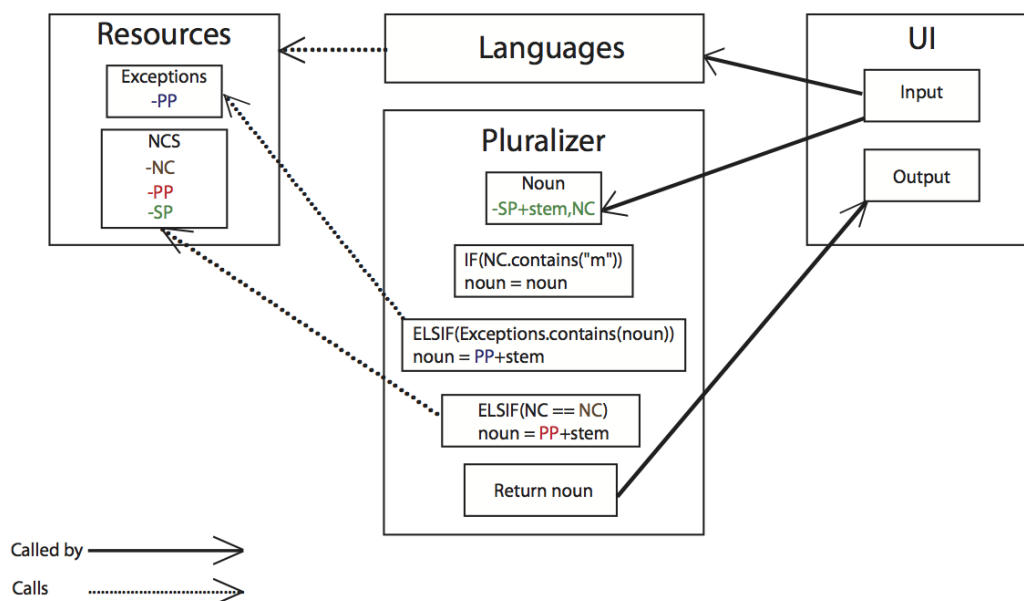 Resources
Exceptions
-PP
NCS
-NC
-PP
-SP
Languages
Pluralizer
Noun
-SP+stem,NC
IF(NC.contains("m"))
noun = noun
ELSIF(Exceptions.contains(noun))
noun = PP+stem
ELSIF(NC == NC)
noun = PP+stem
Return noun
UI
Input
Output
Called by
Calls